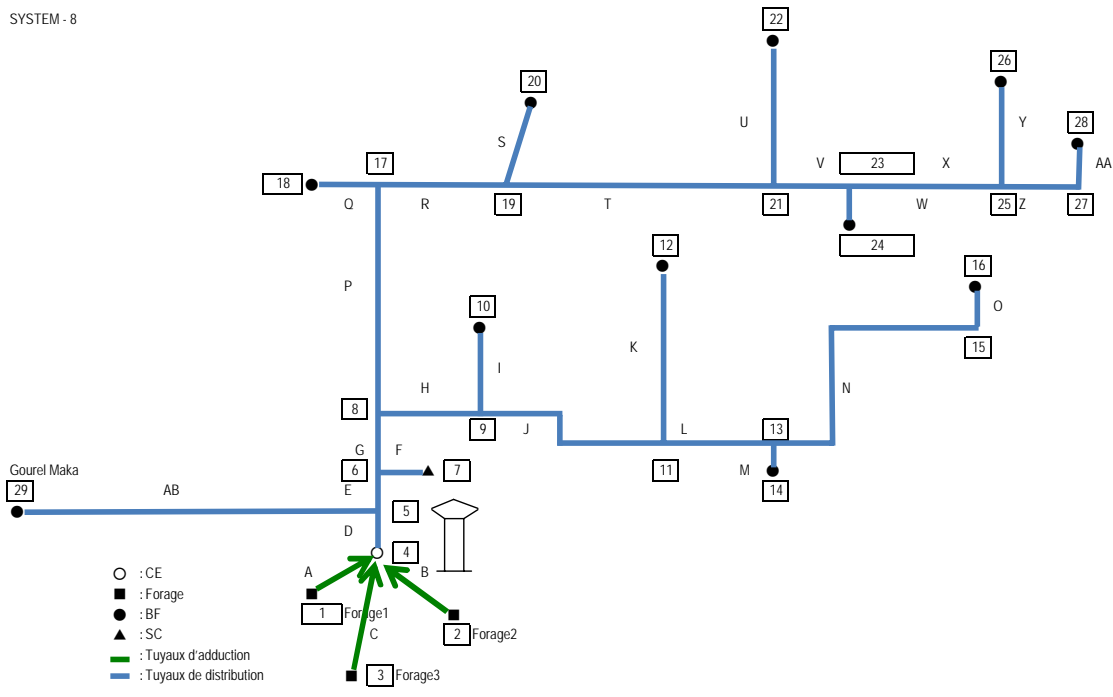 SYSTEM - 8
22
26
20
28
U
Y
S
17
V
23
X
AA
18
Q
R
19
T
21
W
25
Z
27
12
24
16
P
10
O
K
15
I
H
N
8
9
J
L
13
G
F
Gourel Maka
6
7
11
M
29
AB
E
14
5
D
4
: CE
A
B
: Forage
1
Forage1
: BF
C
2
Forage2
: SC
: Tuyaux d'adduction
: Tuyaux de distribution
3
Forage3